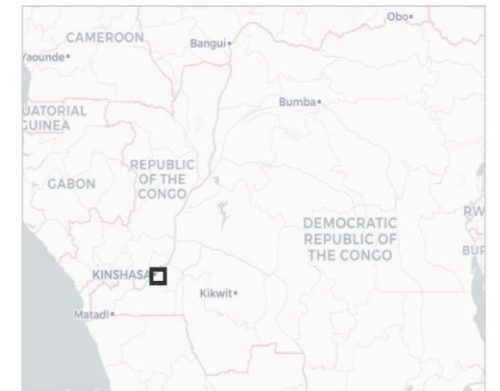 Obo
CAMEROON
Bangui
Yaounde
Bumba
UATORIAL
GUINEA
REPUBLIC
OF THE
CONGO
GABON
DEMOCRATIC
REPUBLIC OF
THE CONGO
RW
BUR
KINSHASA
Kikwit
Matadi